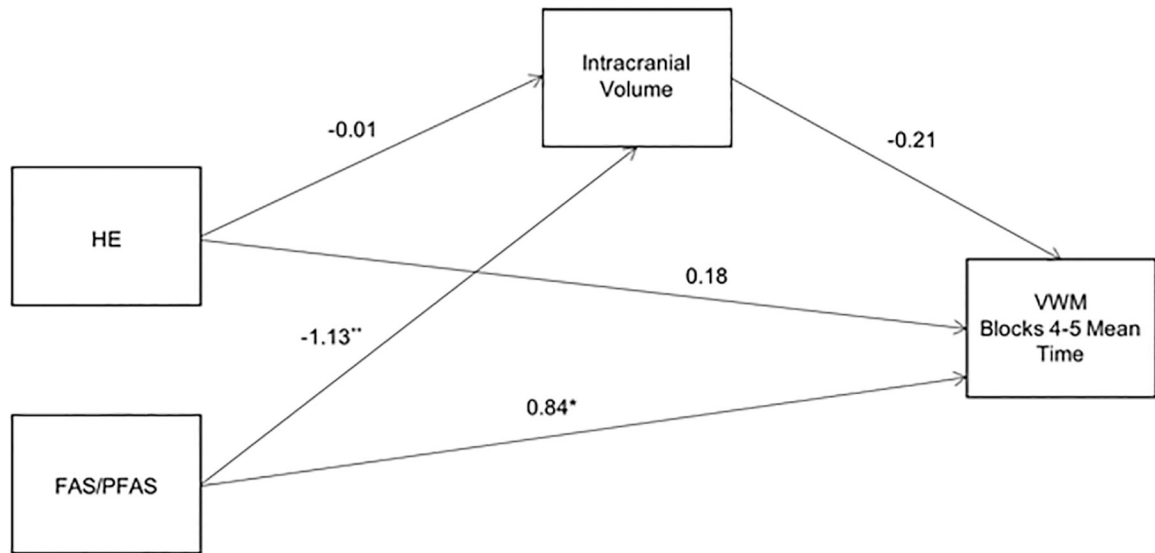 Intracranial
Volume
-0.01
-0.21
HE
0.18
VWM
Blocks 4-5 Mean
Time
-1.13**
0.84*
FAS/PFAS